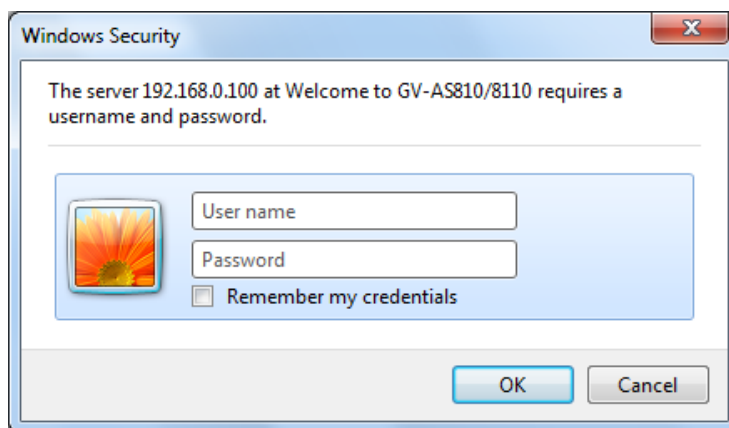 Windows Security
The server 192.168.0.100 at Welcome to GV-AS810/8110 requires a
username and password.
User name
Password
Remember my credentials
OK
Cancel